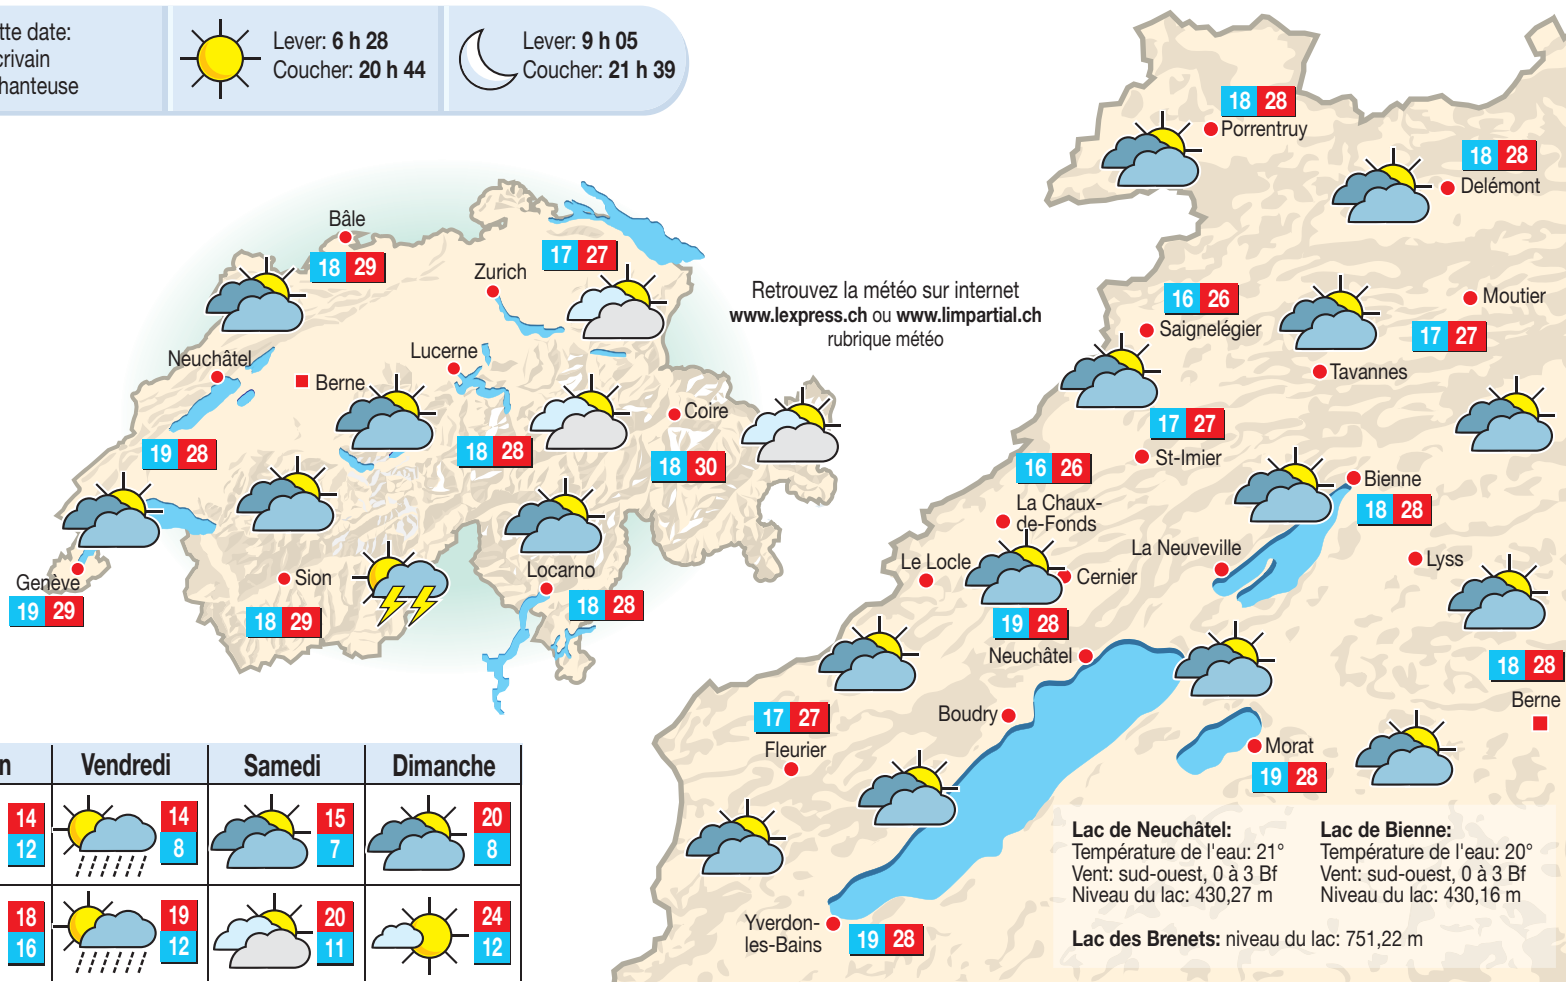 tte date:
crivain
hanteuse
Lever: 6 h 28
Coucher: 20 h 44
Lever: 9 h 05
Coucher: 21 h 39
Bâle
18 29
Zurich
17 27
Neuchâtel
Berne
Lucerne
Coire
19 28
18 28
18 30
Genève
19 29
Sion
18 29
Locarno
18 28
Retrouvez la météo sur internet
www.lexpress.ch ou www.limpartial.ch
rubrique météo
18 28
Porrentruy
18 28
Delémont
16 26
Saignelégier
Moutier
17 27
Tavannes
17 27
St-Imier
16 26
La Chaux-
de-Fonds
Bienne
18 28
La Neuveville
Lyss
Le Locle
Cernier
19 28
Neuchâtel
18 28
Berne
17 27
Fleurier
Boudry
Morat
19 28
Yverdon-
les-Bains
19 28
Lac de Neuchâtel:
Température de l'eau: 21°
Vent: sud-ouest, 0 à 3 Bf
Niveau du lac: 430,27 m
Lac de Bienne:
Température de l'eau: 20°
Vent: sud-ouest, 0 à 3 Bf
Niveau du lac: 430,16 m
Lac des Brenets: niveau du lac: 751,22 m
n Vendredi Samedi Dimanche
14 14 15 20
12 8 7 8
18 19 20 24
16 12 11 12